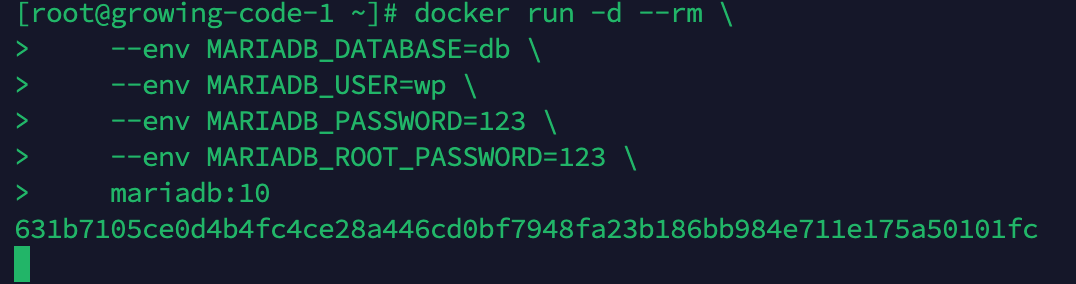 [root@growing-code-1 ~]# docker run -d --rm \
>     --env MARIADB_DATABASE=db \
>     --env MARIADB_USER=wp \
>     --env MARIADB_PASSWORD=123 \
>     --env MARIADB_ROOT_PASSWORD=123 \
>     mariadb:10
631b7105ce0d4b4fc4ce28a446cd0bf7948fa23b186bb984e711e175a50101fc